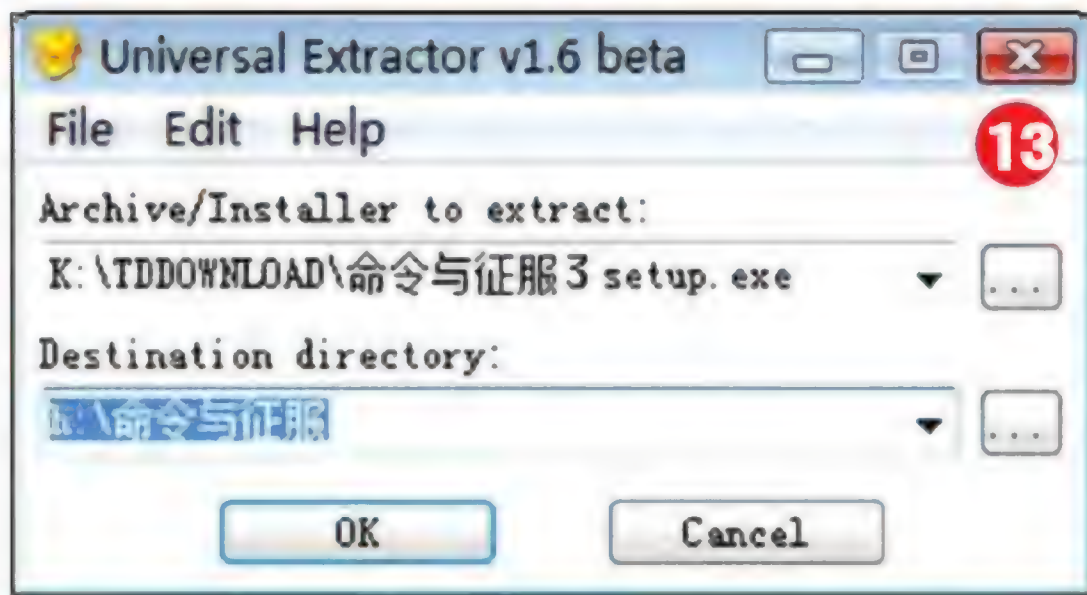 Universal Extractor v1.6 beta
File Edit Help
13
Archive/Installer to extract:
K:\TDDOWNLOAD\命令与征服3 setup.exe
...
Destination directory:
:\命令与征服
...
OK
Cancel